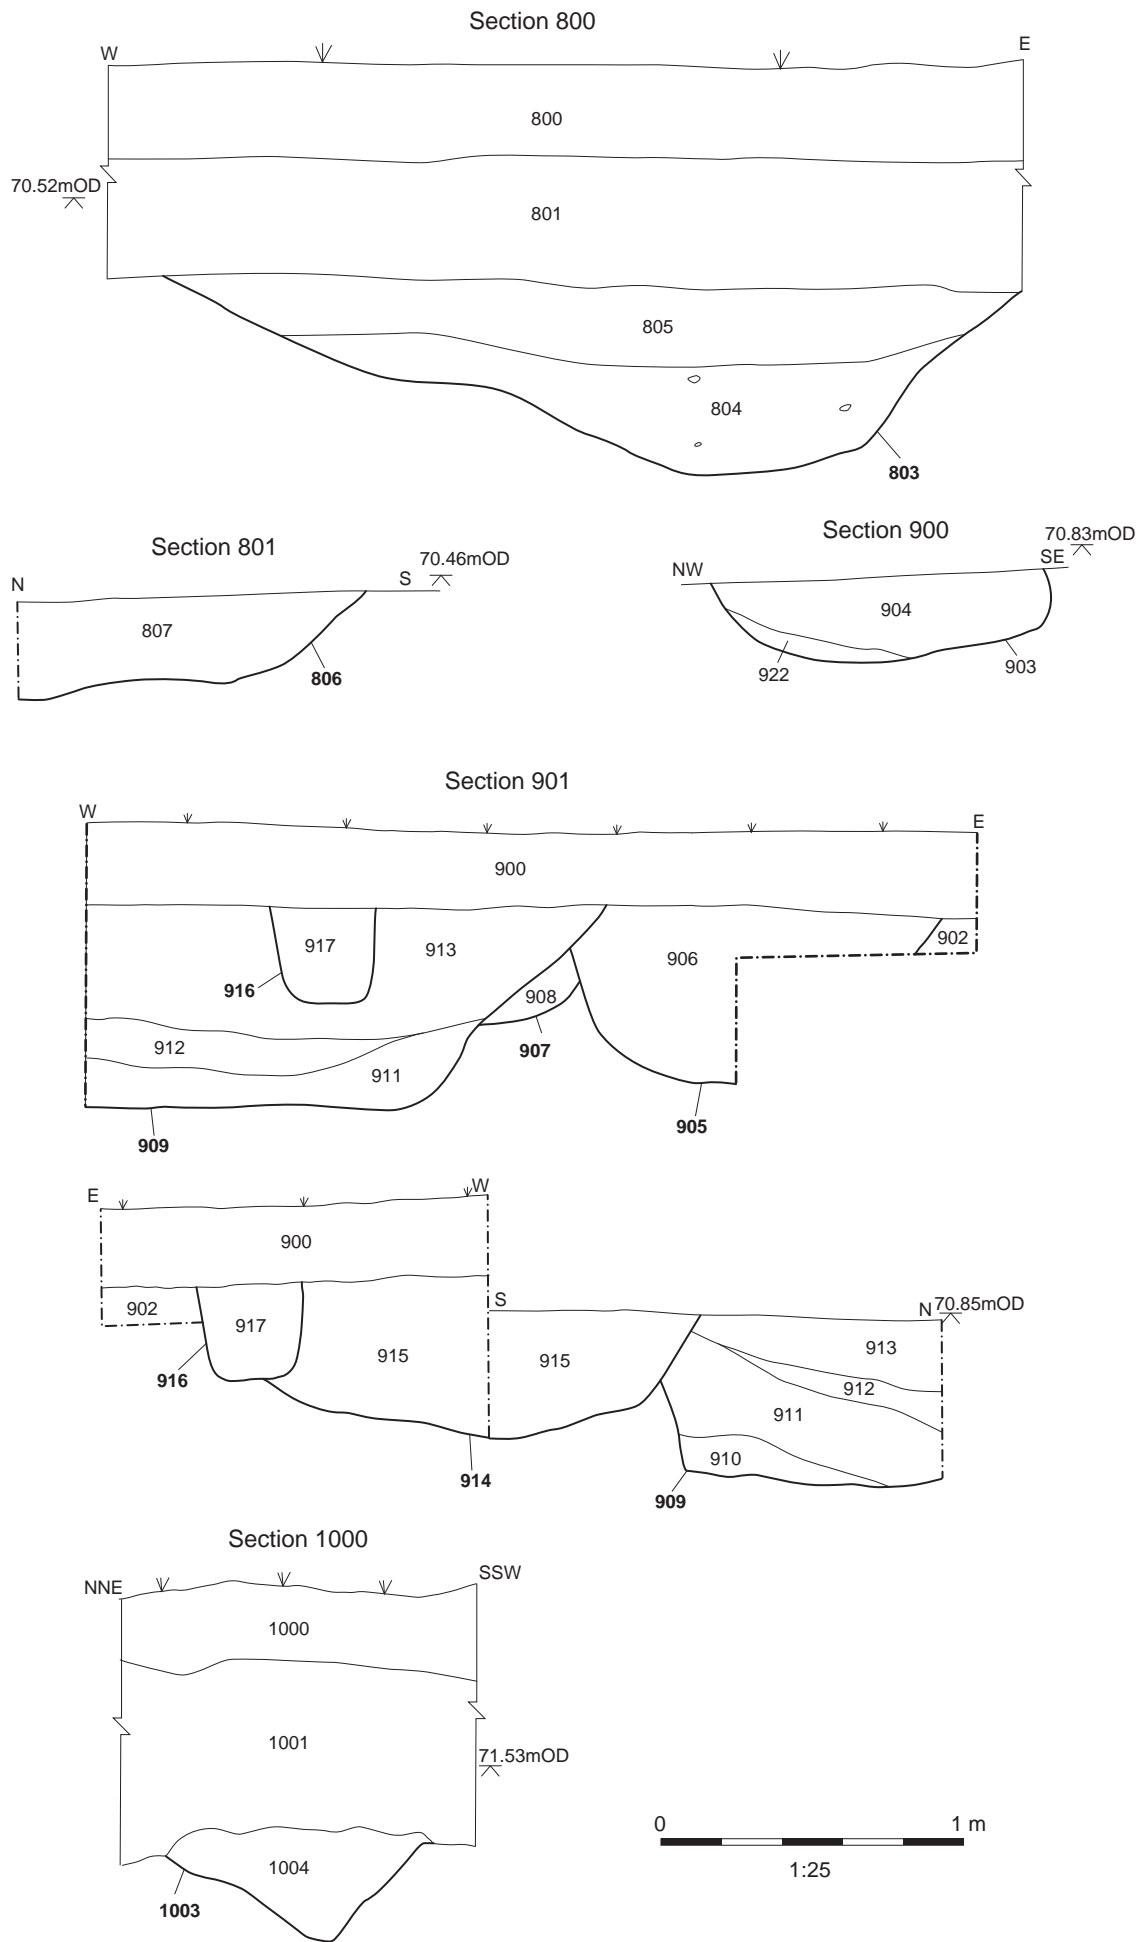 Section 800
W
E
800
70.52mOD
801
805
804
803
Section 801
N
S
70.46mOD
807
806
Section 900
NW
SE
70.83mOD
904
922
903
Section 901
W
E
900
917
913
906
902
916
908
912
907
911
909
905
E
W
900
902
917
915
916
914
S
N
70.85mOD
915
913
912
911
910
909
Section 1000
NNE
SSW
1000
1001
71.53mOD
1004
1003
0 1 m
1:25